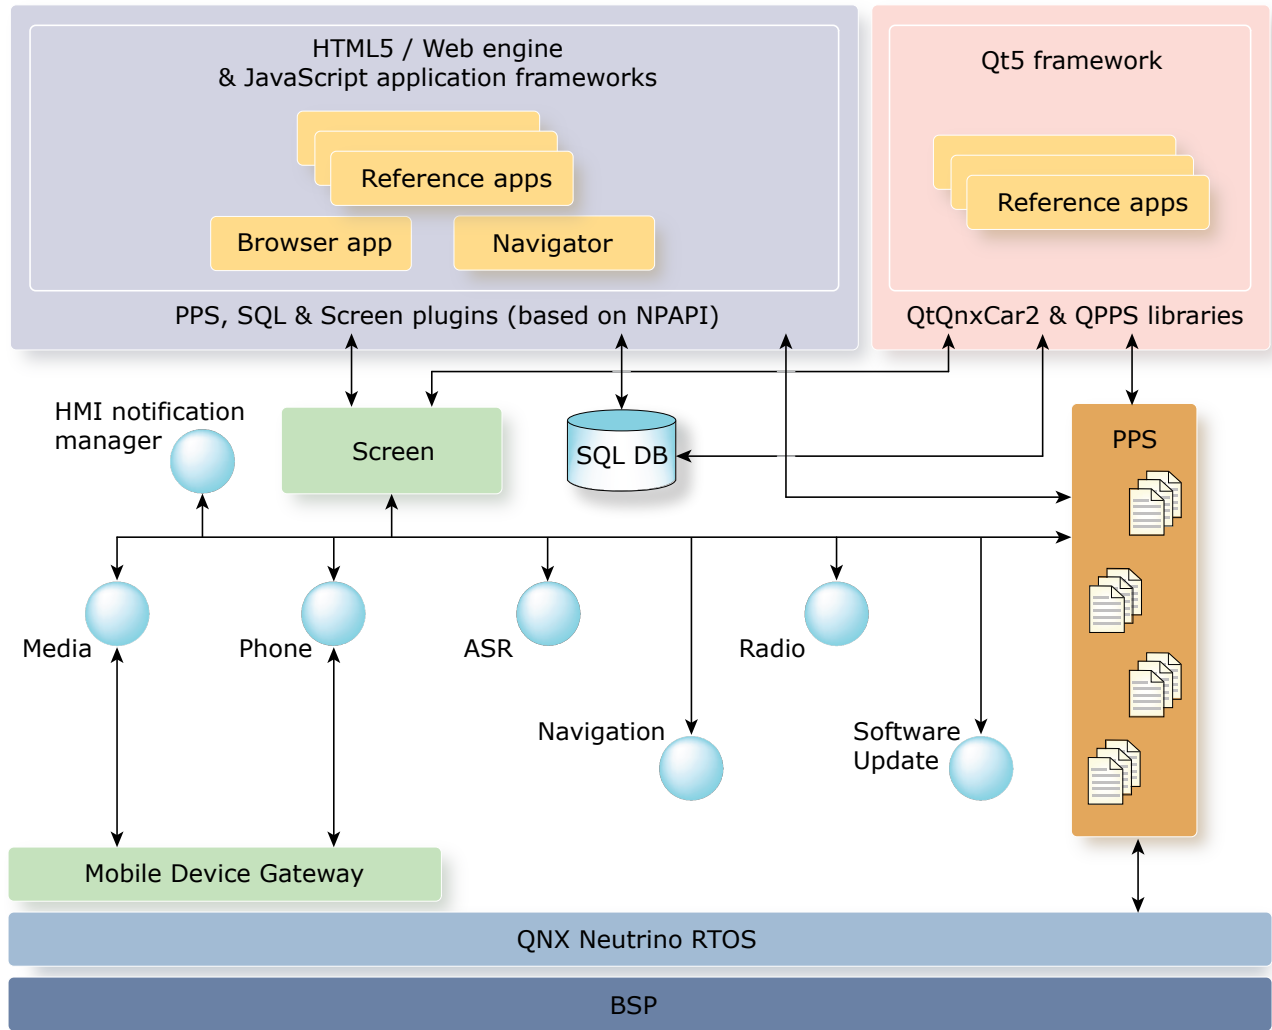 HTML5 / Web engine
& JavaScript application frameworks
Reference apps
Browser app
Navigator
PPS, SQL & Screen plugins (based on NPAPI)
Qt5 framework
Reference apps
QtQnxCar2 & QPPS libraries
HMI notification
manager
Screen
SQL DB
PPS
Media
Phone
ASR
Radio
Navigation
Software
Update
Mobile Device Gateway
QNX Neutrino RTOS
BSP